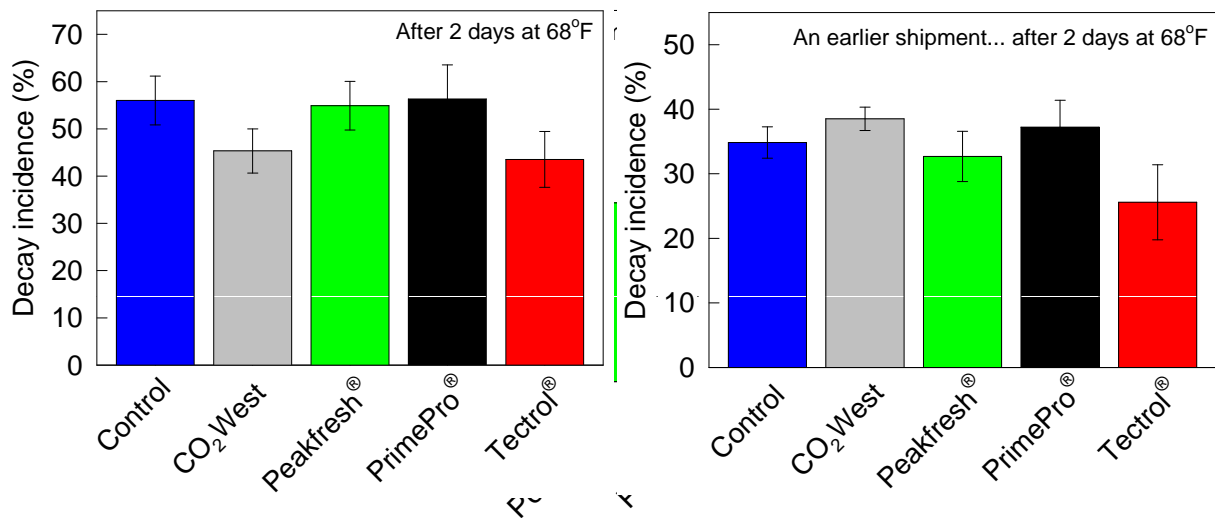 After 2 days at 68°F
Decay incidence (%)
70
60
50
40
30
20
10
0
Control
CO₂West
Peakfresh®
PrimePro®
Tectrol®
An earlier shipment... after 2 days at 68°F
Decay incidence (%)
50
40
30
20
10
0
Control
CO₂West
Peakfresh®
PrimePro®
Tectrol®